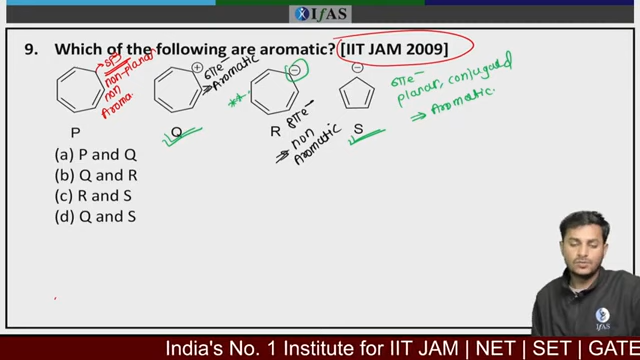 IFAS
9. Which of the following are aromatic? [IIT JAM 2009]
sp3
non-planar
non
Aroma
P
+
6πe⁻
⇒ Aromatic
Q
−
**
8πe⁻
R
⇒ non
Aromatic
−
6πe⁻
planar, conjugated
⇒ Aromatic.
S
(a) P and Q
(b) Q and R
(c) R and S
(d) Q and S
India's No. 1 Institute for IIT JAM | NET | SET | GATE